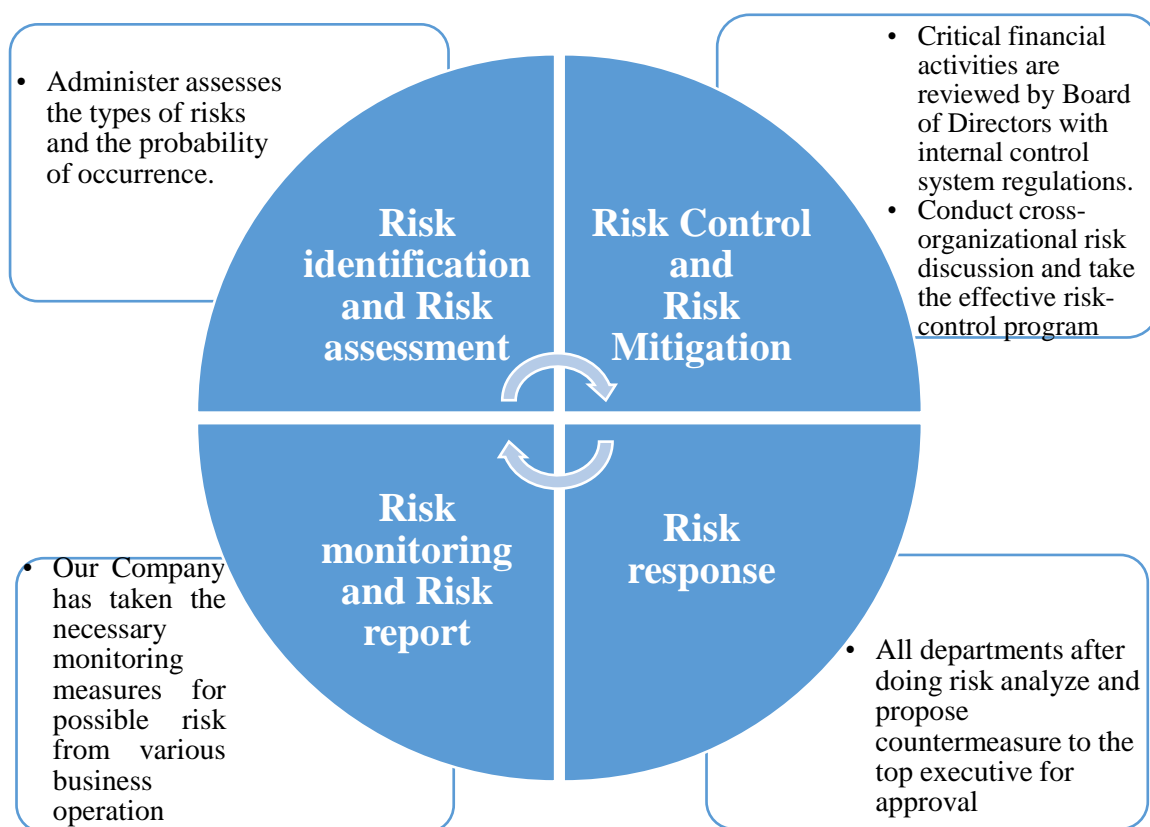 • Administer assesses
the types of risks
and the probability
of occurrence.
Risk
identification
and Risk
assessment
Risk Control
and
Risk
Mitigation
• Critical financial
activities are
reviewed by Board
of Directors with
internal control
system regulations.
• Conduct cross-
organizational risk
discussion and take
the effective risk-
control program
Risk
monitoring
and Risk
report
• Our Company
has taken the
necessary
monitoring
measures for
possible risk
from various
business
operation
Risk
response
• All departments after
doing risk analyze and
propose
countermeasure to the
top executive for
approval